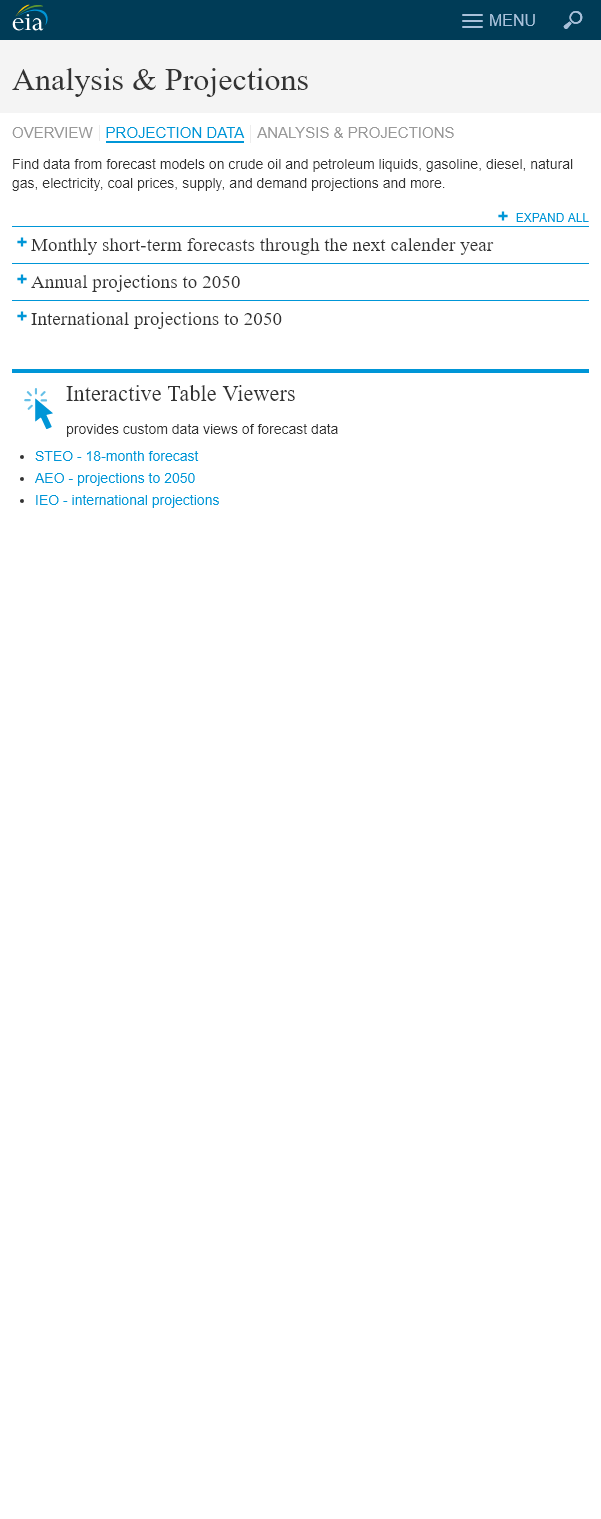 eia
MENU
Analysis & Projections
OVERVIEW
PROJECTION DATA
ANALYSIS & PROJECTIONS
Find data from forecast models on crude oil and petroleum liquids, gasoline, diesel, natural
gas, electricity, coal prices, supply, and demand projections and more.
+ EXPAND ALL
+ Monthly short-term forecasts through the next calender year
+ Annual projections to 2050
+ International projections to 2050
Interactive Table Viewers
provides custom data views of forecast data
• STEO - 18-month forecast
• AEO - projections to 2050
• IEO - international projections